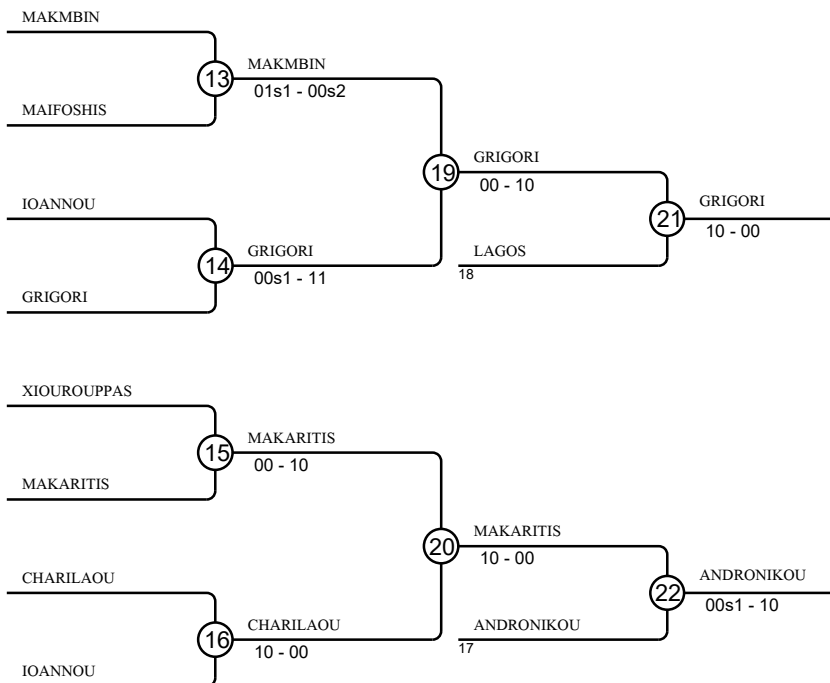 MAKMBIN
13
MAKMBIN
01s1 - 00s2
MAIFOSHIS
19
GRIGORI
00 - 10
IOANNOU
14
GRIGORI
00s1 - 11
GRIGORI
21
GRIGORI
10 - 00
LAGOS
18
XIOUROUPPAS
15
MAKARITIS
00 - 10
MAKARITIS
20
MAKARITIS
10 - 00
CHARILAOU
16
CHARILAOU
10 - 00
IOANNOU
22
ANDRONIKOU
00s1 - 10
ANDRONIKOU
17